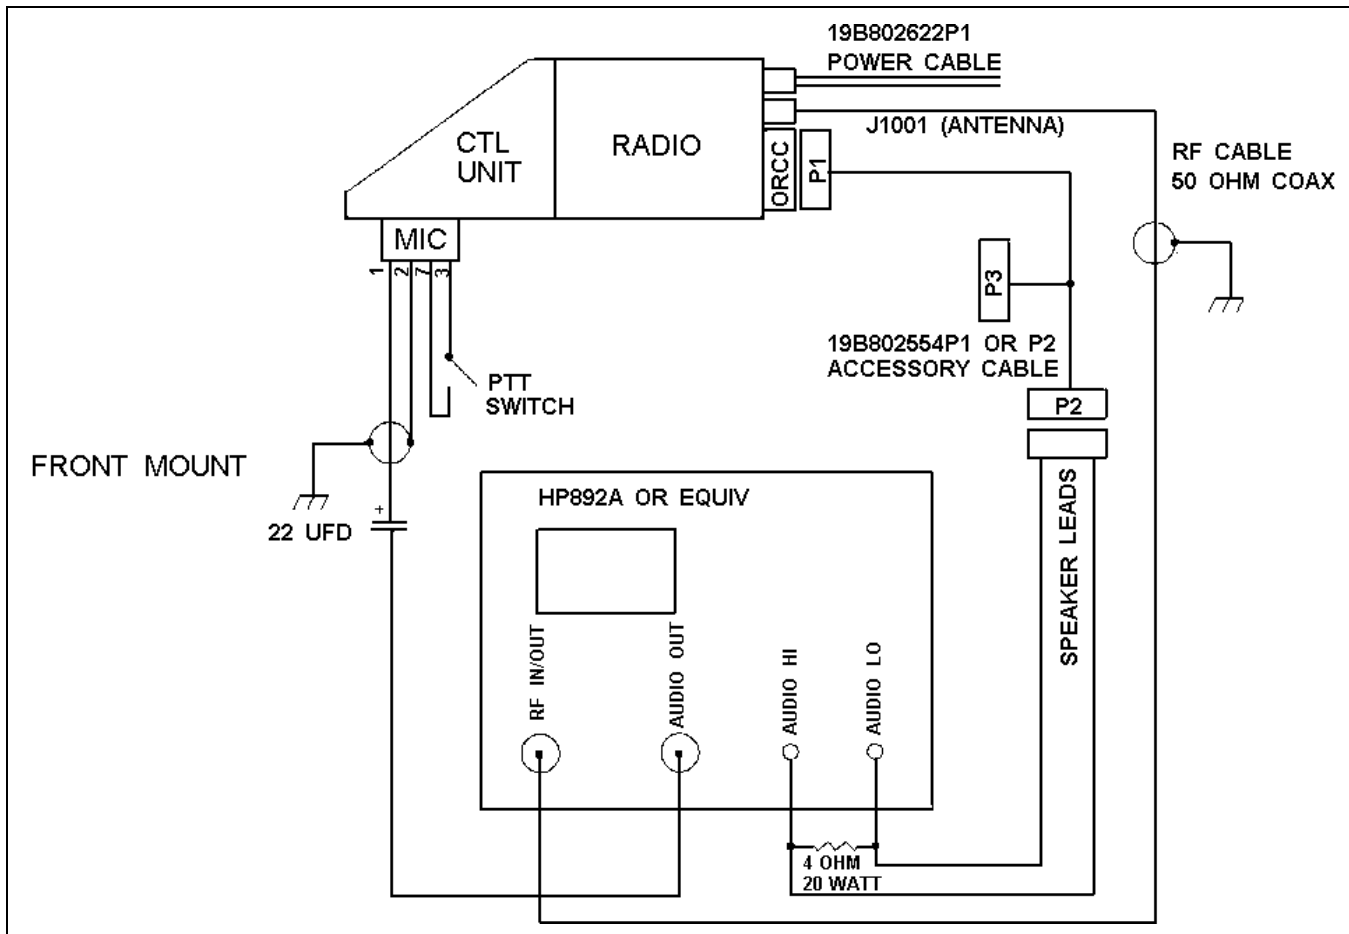 19B802622P1
POWER CABLE
J1001 (ANTENNA)
CTL
UNIT
RADIO
ORCC
P1
RF CABLE
50 OHM COAX
MIC
1
2
7
3
P3
PTT
SWITCH
19B802554P1 OR P2
ACCESSORY CABLE
P2
FRONT MOUNT
+
22 UFD
HP892A OR EQUIV
SPEAKER LEADS
RF IN/OUT
AUDIO OUT
AUDIO HI
AUDIO LO
4 OHM
20 WATT